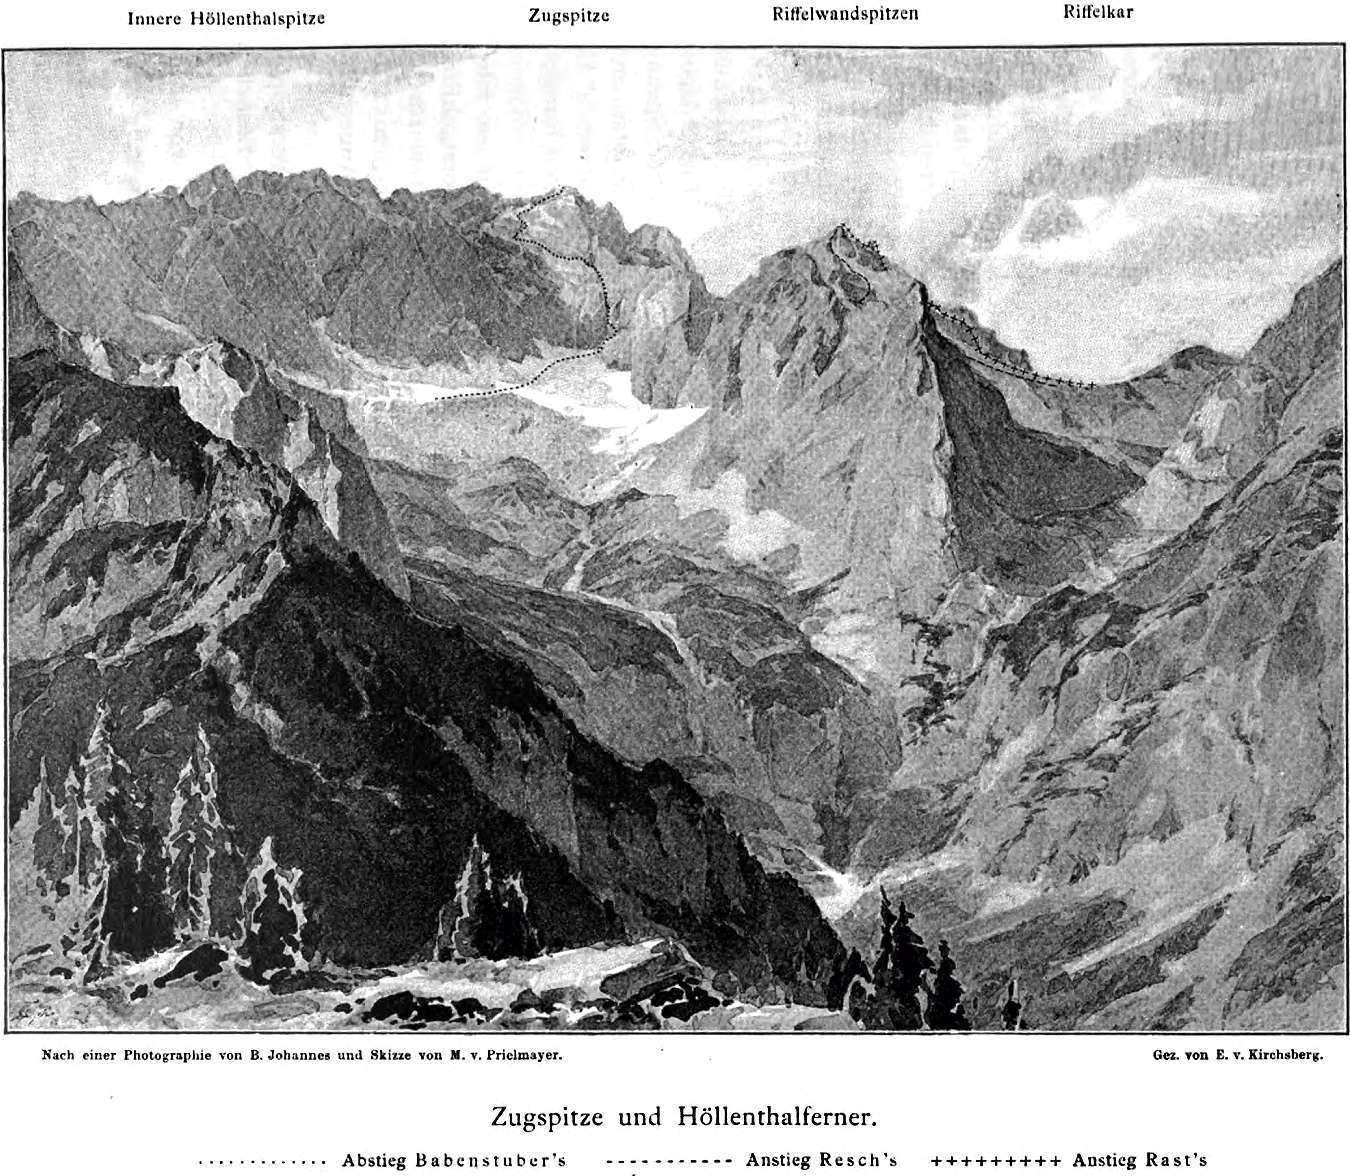 Innere Höllenthalspitze Zugspitze Riffelwandspitzen Riffelkar
Nach einer Photographie von B. Johannes und Skizze von M. v. Prielmayer. Gez. von E. v. Kirchsberg.
Zugspitze und Höllenthalferner.
Abstieg Babenstuber's Anstieg Resch's +++++++++ Anstieg Rast's